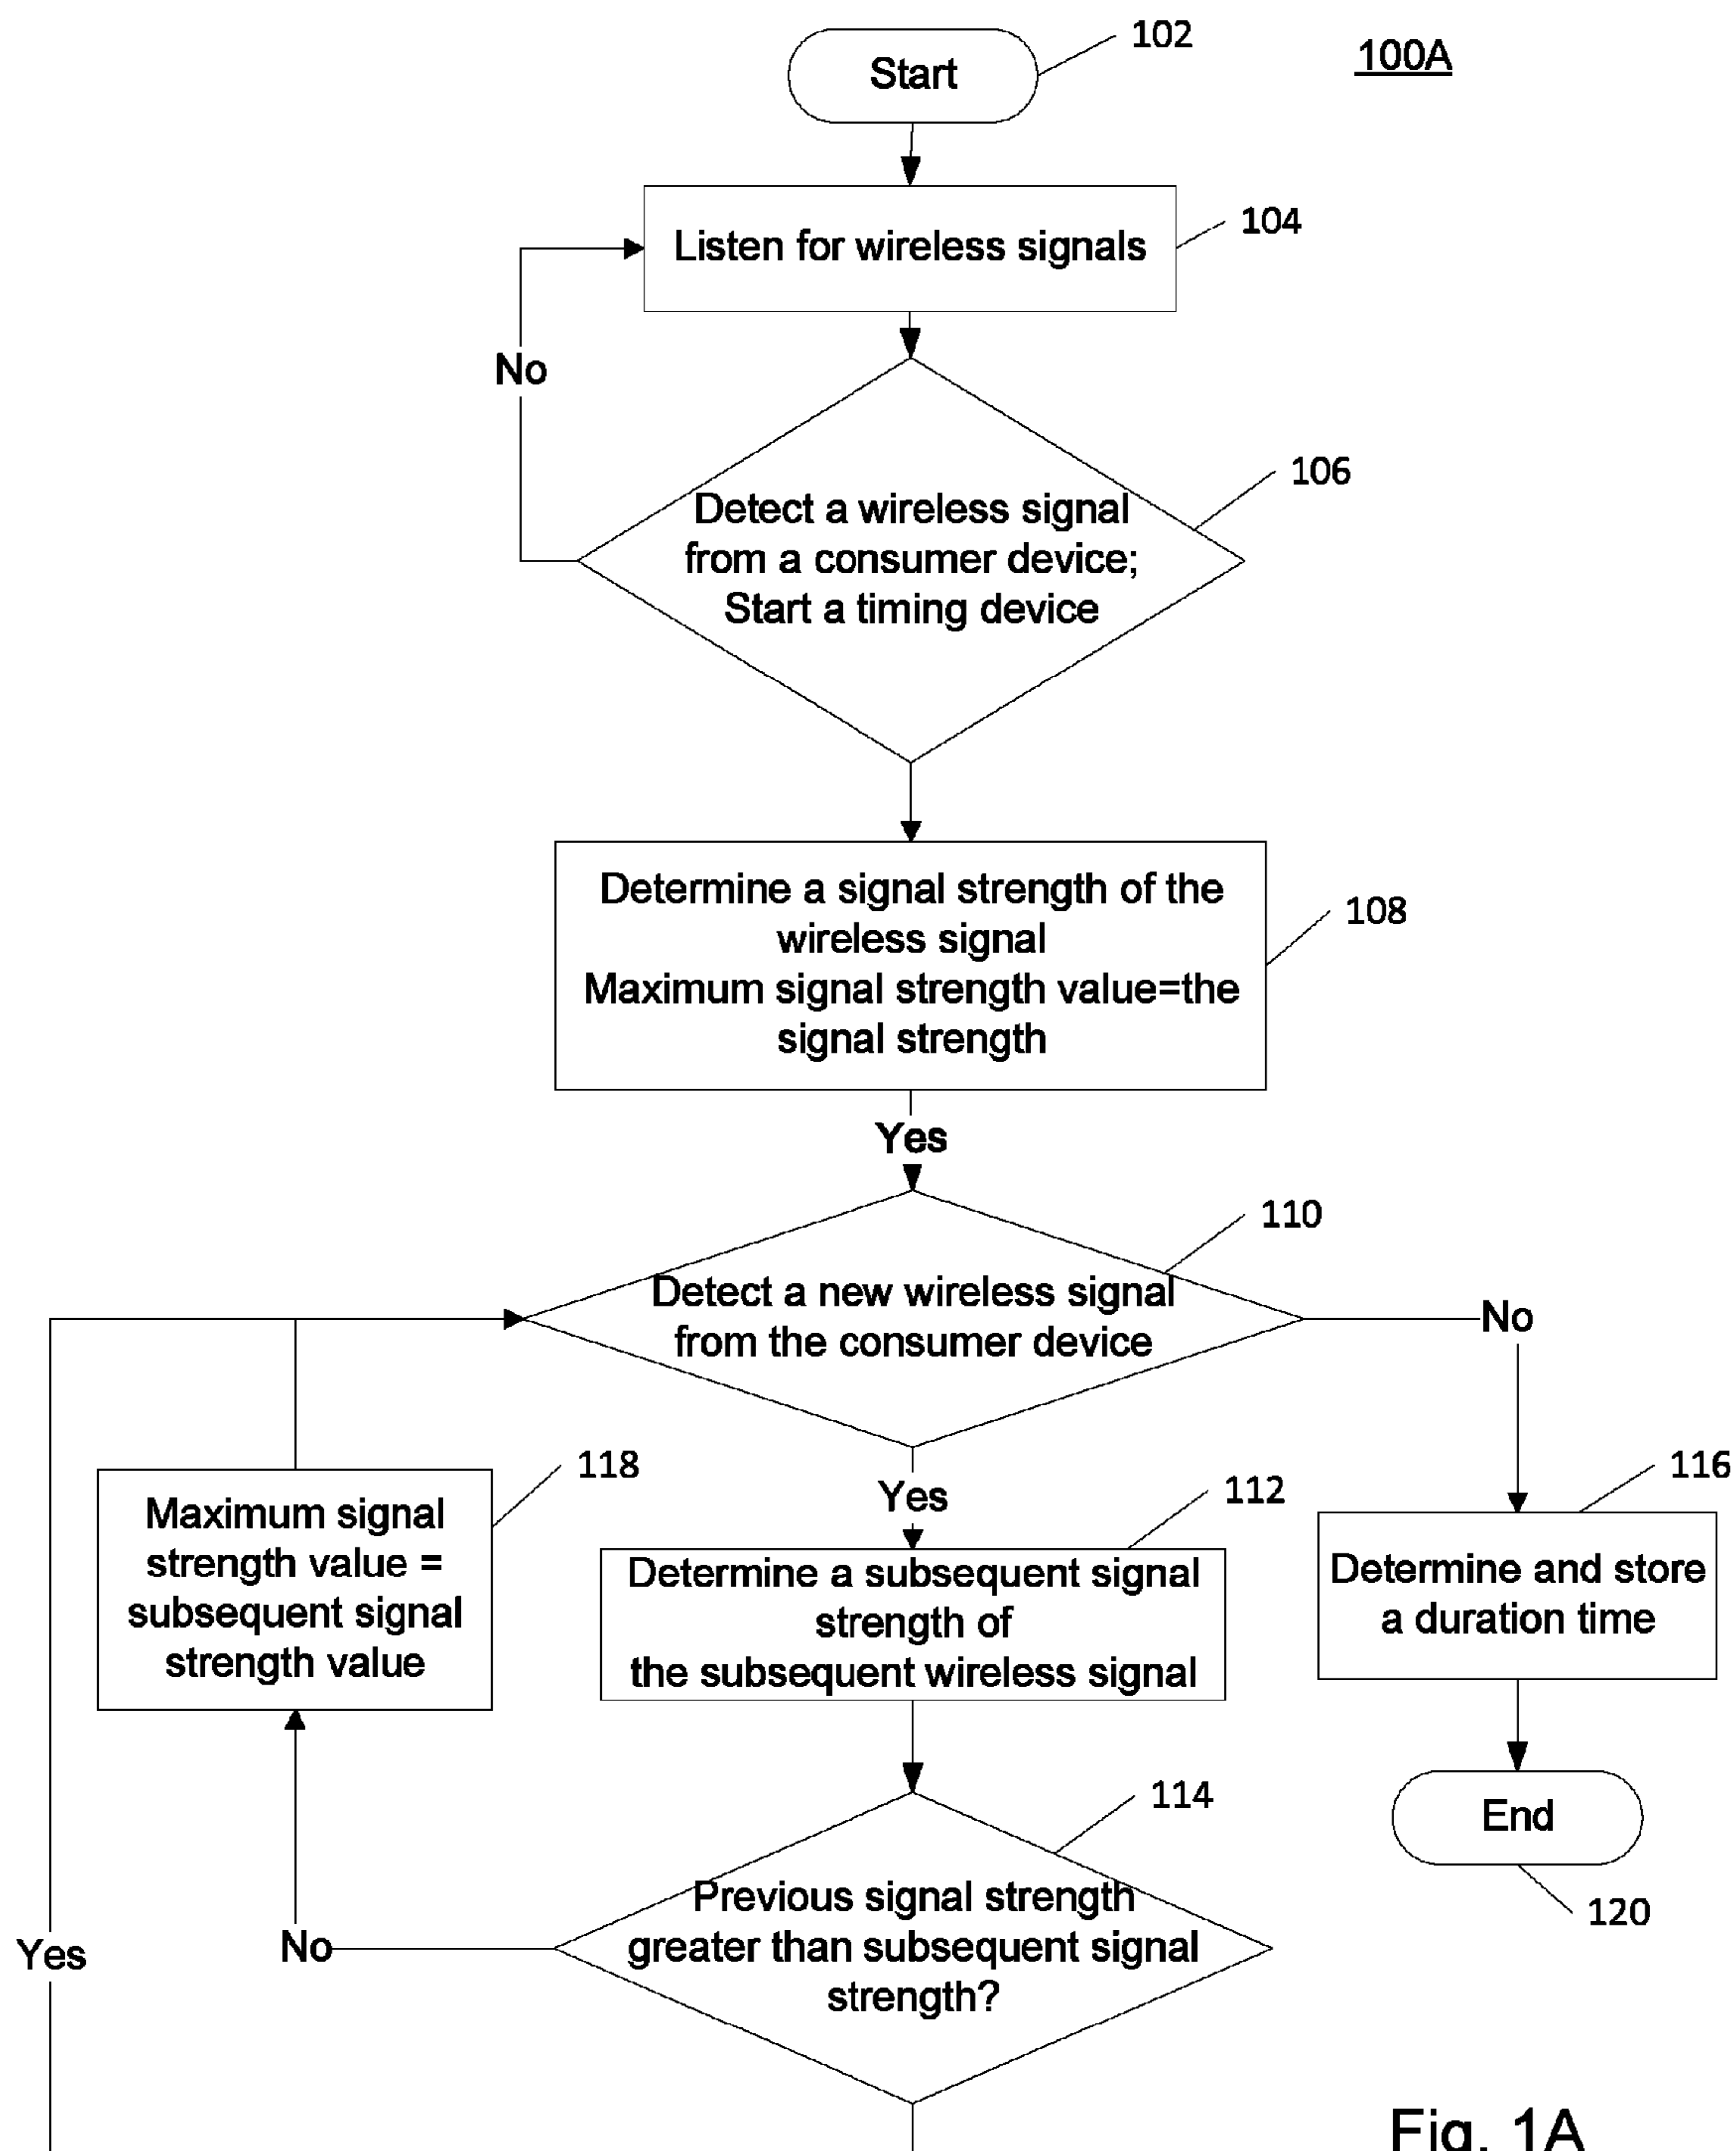 Start
102
100A
Listen for wireless signals
104
No
Detect a wireless signal
from a consumer device;
Start a timing device
106
Determine a signal strength of the
wireless signal
Maximum signal strength value=the
signal strength
108
Yes
Detect a new wireless signal
from the consumer device
110
No
Yes
Maximum signal
strength value =
subsequent signal
strength value
118
Determine a subsequent signal
strength of
the subsequent wireless signal
112
Determine and store
a duration time
116
Previous signal strength
greater than subsequent signal
strength?
114
End
120
Yes
No
Fig. 1A